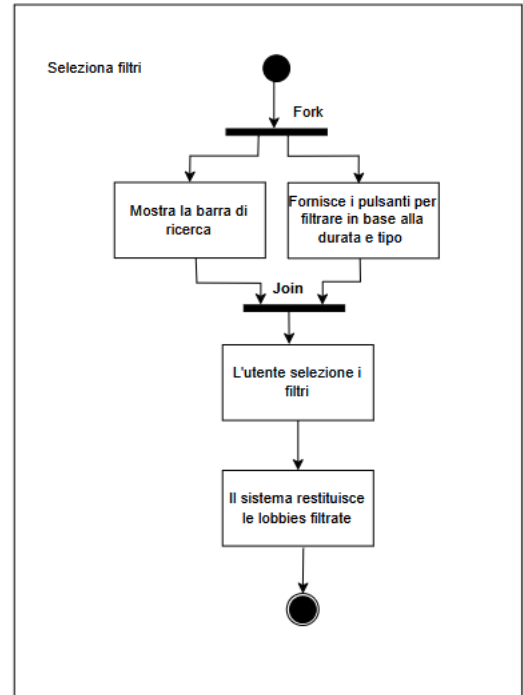 Seleziona filtri
Fork
Mostra la barra di
ricerca
Fornisce i pulsanti per
filtrare in base alla
durata e tipo
Join
L'utente selezione i
filtri
Il sistema restituisce
le lobbies filtrate